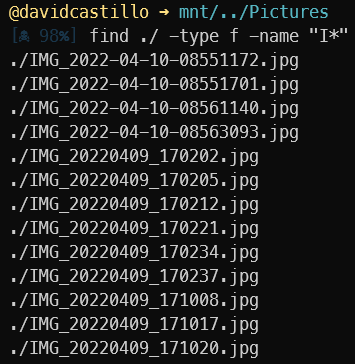 @davidcastillo ➜ mnt/../Pictures
[ 98%] find ./ -type f -name "I*"
./IMG_2022-04-10-08551172.jpg
./IMG_2022-04-10-08551701.jpg
./IMG_2022-04-10-08561140.jpg
./IMG_2022-04-10-08563093.jpg
./IMG_20220409_170202.jpg
./IMG_20220409_170205.jpg
./IMG_20220409_170212.jpg
./IMG_20220409_170221.jpg
./IMG_20220409_170234.jpg
./IMG_20220409_170237.jpg
./IMG_20220409_171008.jpg
./IMG_20220409_171017.jpg
./IMG_20220409_171020.jpg